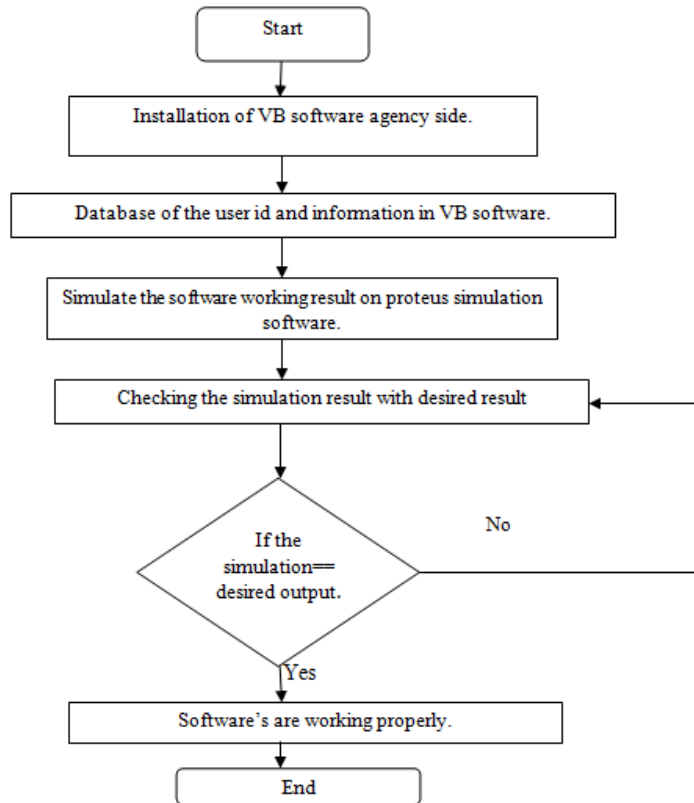 Start
Installation of VB software agency side.
Database of the user id and information in VB software.
Simulate the software working result on proteus simulation
software.
Checking the simulation result with desired result
If the
simulation==
desired output.
No
Yes
Software’s are working properly.
End